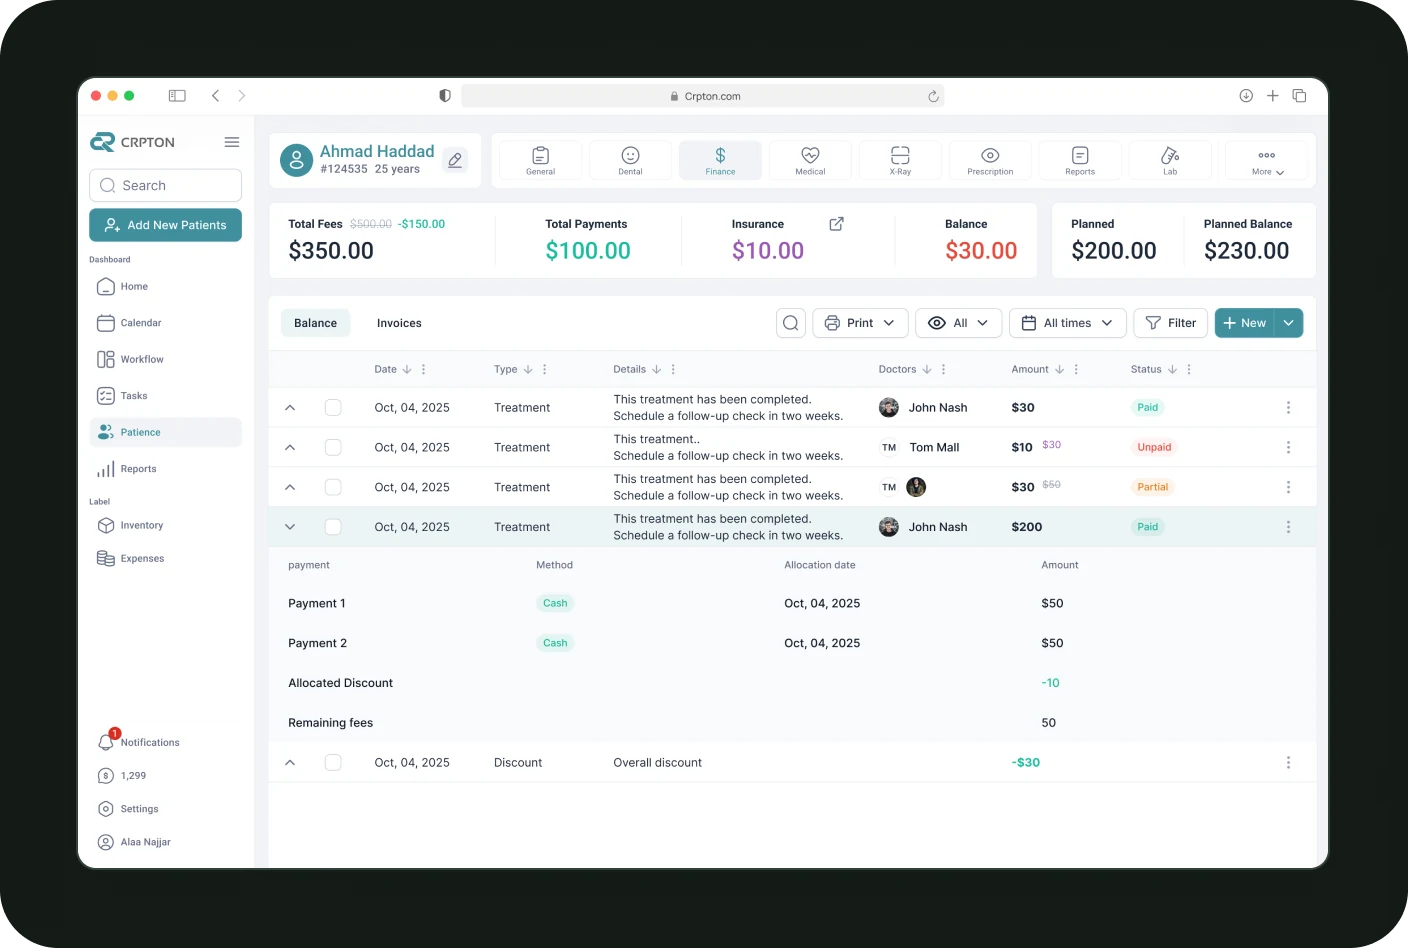 Crpton.com
CRPTON
Search
Add New Patients
Dashboard
Home
Calendar
Workflow
Tasks
Patience
Reports
Label
Inventory
Expenses
1
Notifications
1,299
Settings
Alaa Najjar
Ahmad Haddad
#124535 25 years
General
Dental
$
Finance
Medical
X-Ray
Prescription
Reports
Lab
More
Total Fees $500.00 -$150.00
$350.00
Total Payments
$100.00
Insurance
$10.00
Balance
$30.00
Planned
$200.00
Planned Balance
$230.00
Balance Invoices
Print All All times Filter + New
Date Type Details Doctors Amount Status
Oct, 04, 2025 Treatment This treatment has been completed.
Schedule a follow-up check in two weeks. John Nash $30 Paid
Oct, 04, 2025 Treatment This treatment..
Schedule a follow-up check in two weeks. TM Tom Mall $10 $30 Unpaid
Oct, 04, 2025 Treatment This treatment has been completed.
Schedule a follow-up check in two weeks. TM $30 $50 Partial
Oct, 04, 2025 Treatment This treatment has been completed.
Schedule a follow-up check in two weeks. John Nash $200 Paid
payment Method Allocation date Amount
Payment 1 Cash Oct, 04, 2025 $50
Payment 2 Cash Oct, 04, 2025 $50
Allocated Discount -10
Remaining fees 50
Oct, 04, 2025 Discount Overall discount -$30